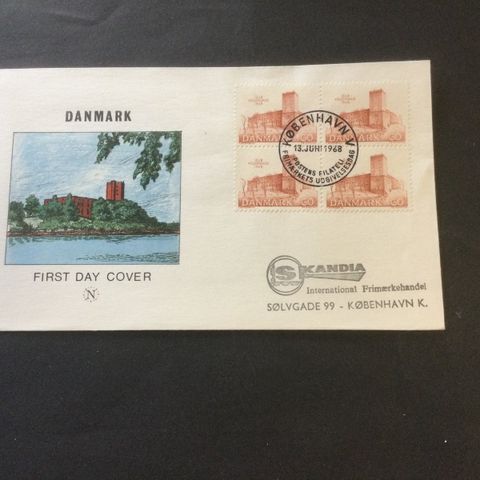 DANMARK
FIRST DAY COVER
N
DANMARK 60
DANMARK 60
DANMARK 60
DANMARK 60
KØBENHAVN V
13. JUNI 1968
POSTENS FILATELI
FRIMÆRKETS UDGIVELSESDAG
SKANDIA
International Frimærkehandel
SØLVGADE 99 - KØBENHAVN K.